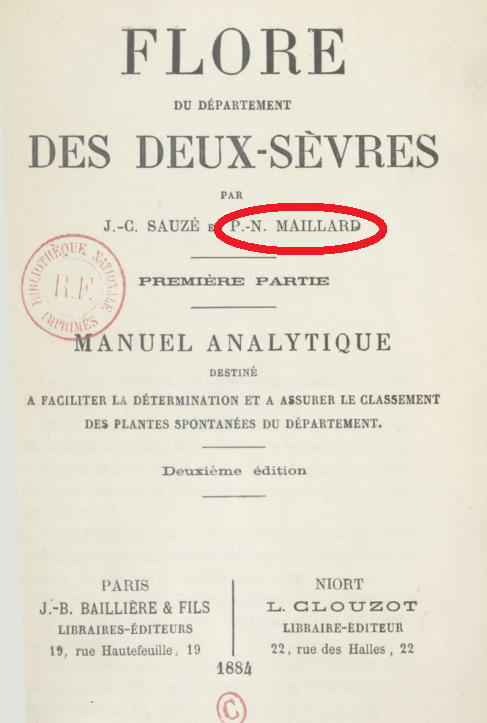 FLORE
DU DÉPARTEMENT
DES DEUX-SÈVRES
PAR
J.-C. SAUZÉ E P.-N. MAILLARD
BIBLIOTHÈQUE NATIONALE
R.F.
IMPRIMÉS
PREMIÈRE PARTIE
MANUEL ANALYTIQUE
DESTINÉ
A FACILITER LA DÉTERMINATION ET A ASSURER LE CLASSEMENT
DES PLANTES SPONTANÉES DU DÉPARTEMENT.
Deuxième édition
PARIS
J.-B. BAILLIÈRE & FILS
LIBRAIRES-ÉDITEURS
19, rue Hautefeuille, 19
NIORT
L. CLOUZOT
LIBRAIRE-ÉDITEUR
22, rue des Halles, 22
1884
C